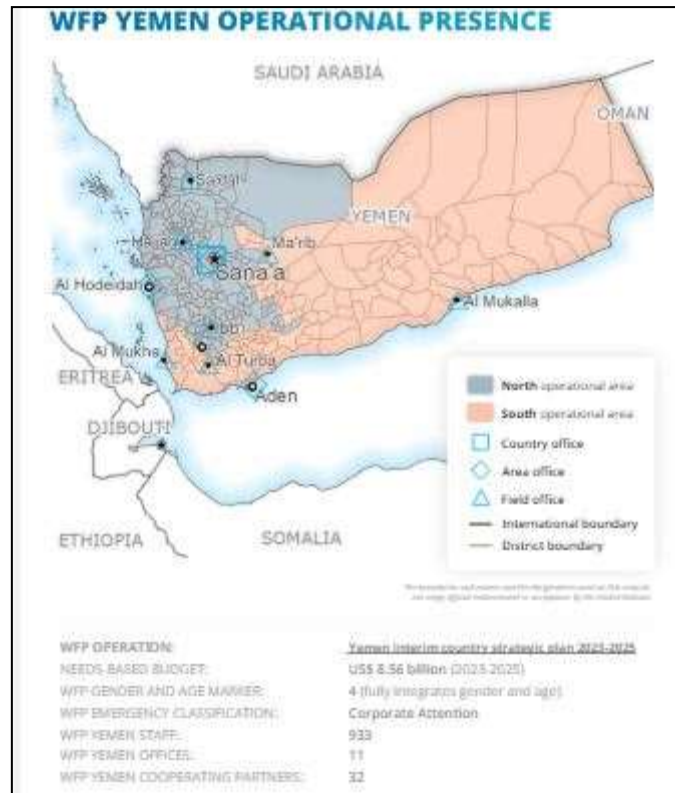 WFP YEMEN OPERATIONAL PRESENCE
SAUDI ARABIA
OMAN
YEMEN
Ma'rib
Sana'a
Al Hodeidah
Al Mukalla
Ibb
Al Mukha
Al Turba
ERITREA
Aden
DJIBOUTI
ETHIOPIA
SOMALIA
North operational area
South operational area
Country office
Area office
Field office
International boundary
District boundary
WFP OPERATION: Yemen interim country strategic plan 2023-2025
NEEDS-BASED BUDGET: US$ 8.56 billion (2023-2025)
WFP GENDER AND AGE MARKER: 4 (fully integrates gender and age)
WFP EMERGENCY CLASSIFICATION: Corporate Attention
WFP YEMEN STAFF: 933
WFP YEMEN OFFICES: 11
WFP YEMEN COOPERATING PARTNERS: 32